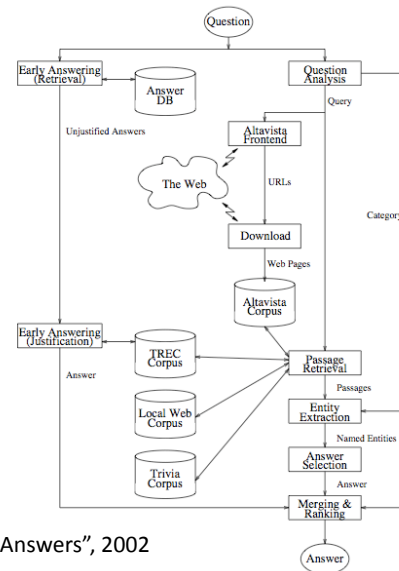 Question
Early Answering
(Retrieval)
Answer
DB
Question
Analysis
Query
Unjustified Answers
Altavista
Frontend
The Web
URLs
Category
Download
Web Pages
Altavista
Corpus
Early Answering
(Justification)
TREC
Corpus
Passage
Retrieval
Answer
Passages
Local Web
Corpus
Entity
Extraction
Named Entities
Trivia
Corpus
Answer
Selection
Answer
Merging &
Ranking
Answers”, 2002
Answer